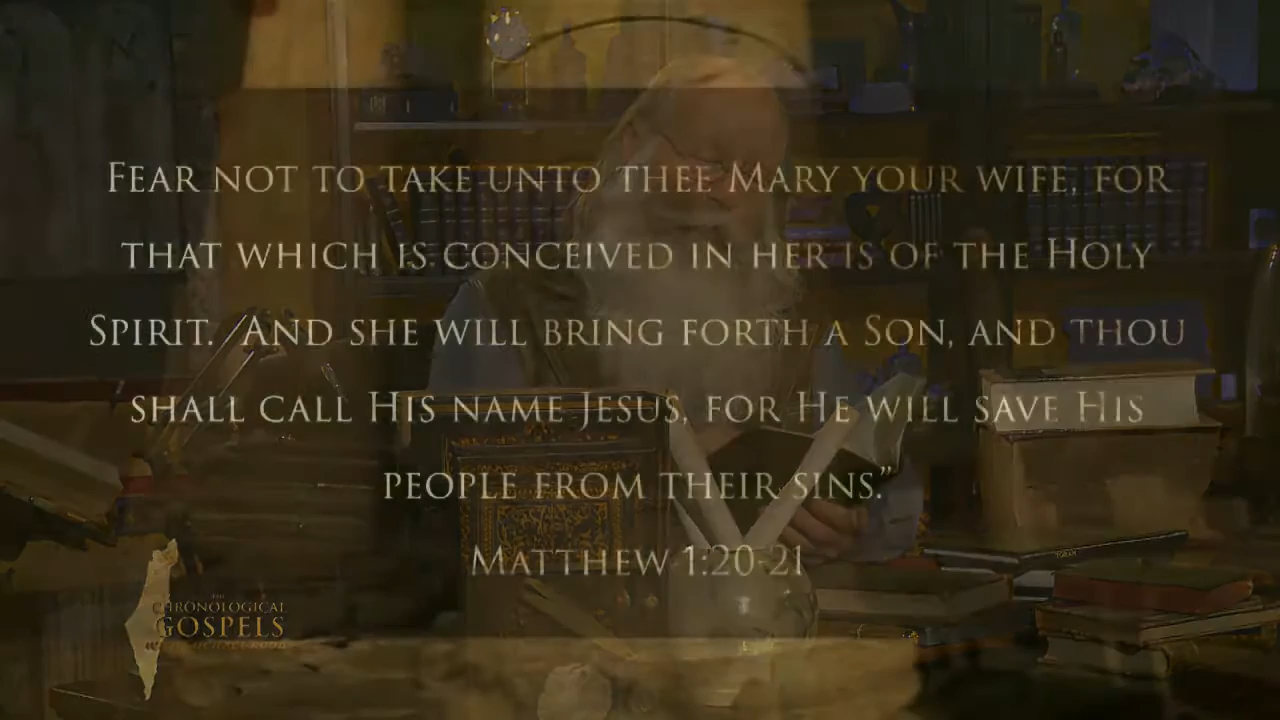 Fear not to take unto thee Mary your wife, for
that which is conceived in her is of the Holy
Spirit. And she will bring forth a Son, and thou
shall call His name Jesus, for He will save His
people from their sins.”
Matthew 1:20-21
TORAH
THE
CHRONOLOGICAL
GOSPELS